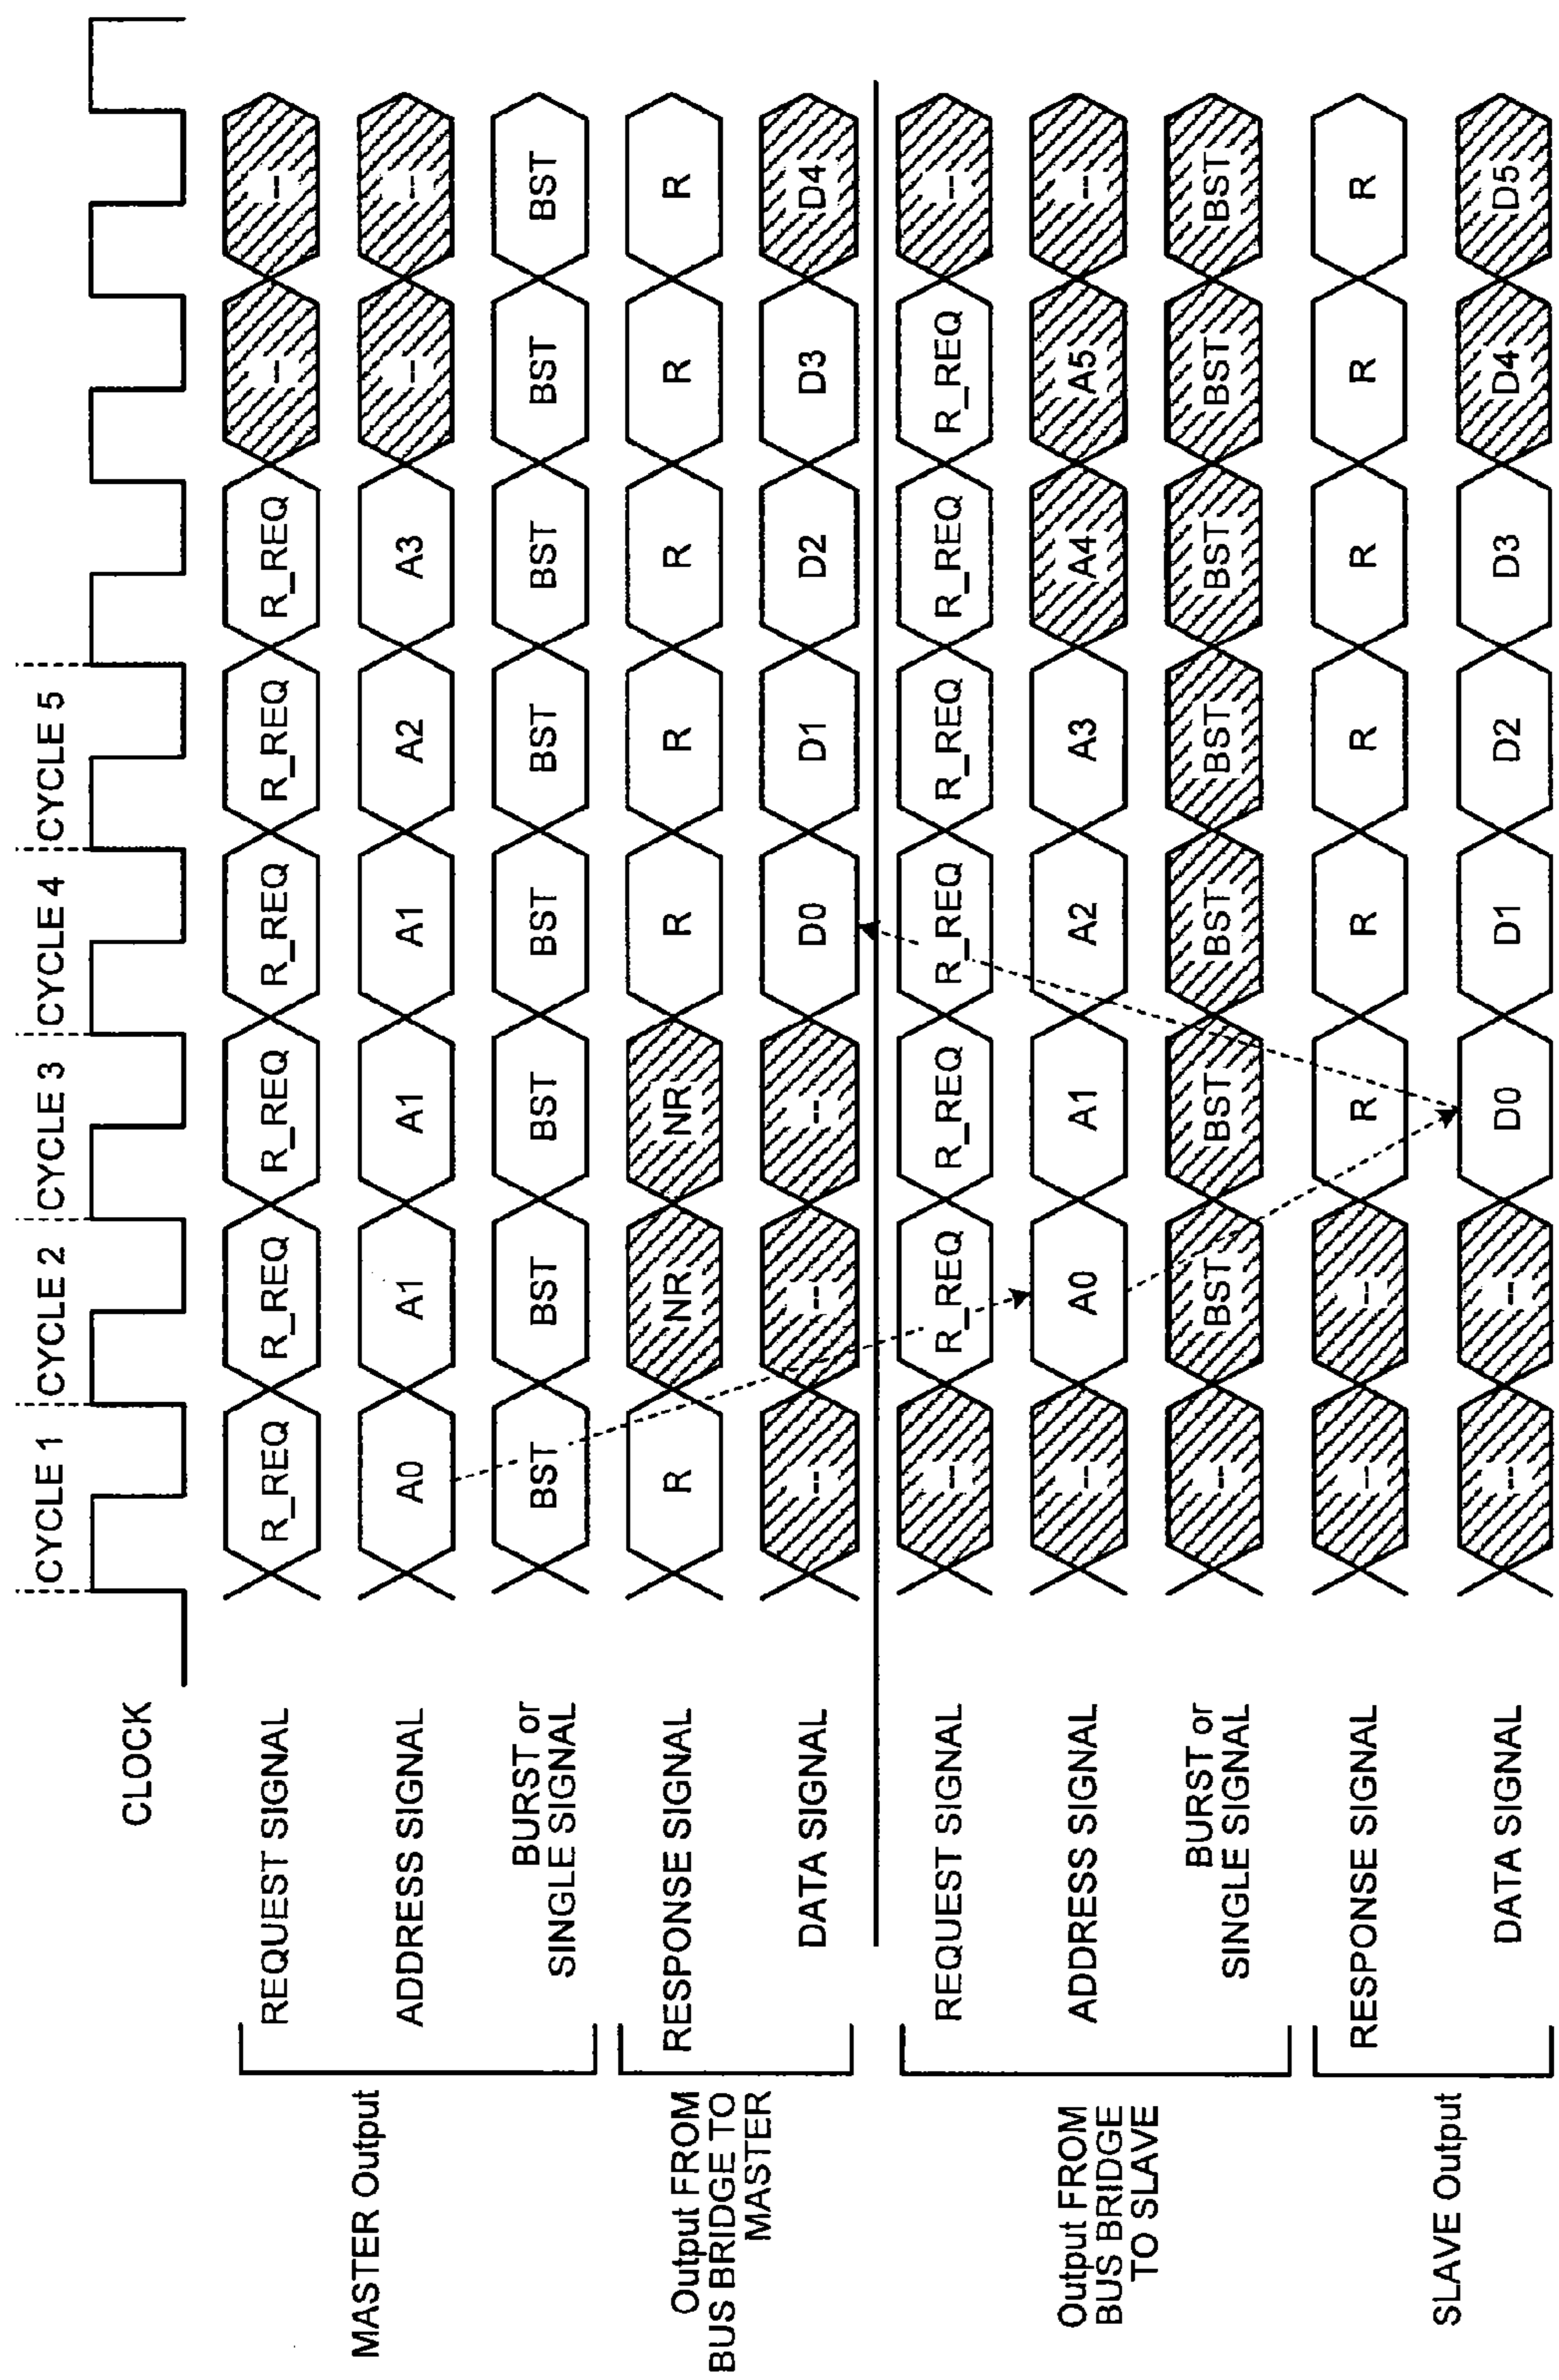 CYCLE 1 CYCLE 2 CYCLE 3 CYCLE 4 CYCLE 5
CLOCK
MASTER Output
REQUEST SIGNAL R_REQ R_REQ R_REQ R_REQ R_REQ R_REQ -- --
ADDRESS SIGNAL A0 A1 A1 A1 A2 A3 -- --
BURST or
SINGLE SIGNAL BST BST BST BST BST BST BST BST
Output FROM
BUS BRIDGE TO
MASTER
RESPONSE SIGNAL R NR NR R R R R R
DATA SIGNAL --- --- -- D0 D1 D2 D3 D4
Output FROM
BUS BRIDGE
TO SLAVE
REQUEST SIGNAL -- R_REQ R_REQ R_REQ R_REQ R_REQ R_REQ --
ADDRESS SIGNAL -- A0 A1 A2 A3 A4 A5 --
BURST or
SINGLE SIGNAL -- BST BST BST BST BST BST BST
SLAVE Output
RESPONSE SIGNAL -- -- R R R R R R
DATA SIGNAL --- -- D0 D1 D2 D3 D4 D5